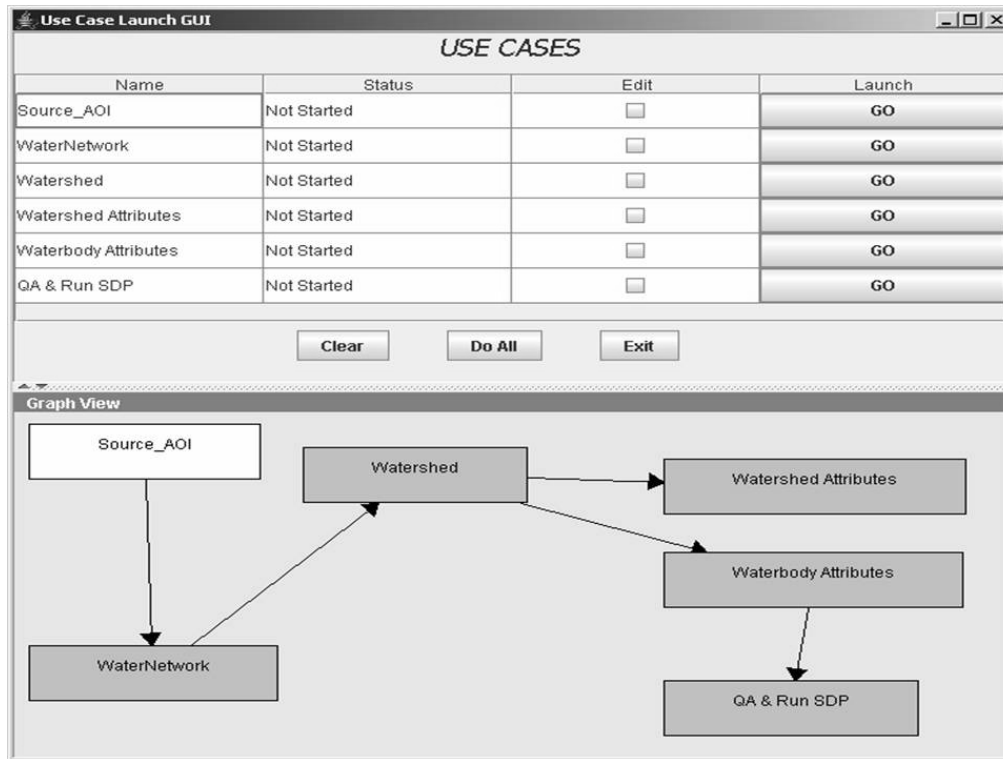 Use Case Launch GUI
USE CASES
Name Status Edit Launch
Source_AOI Not Started GO
WaterNetwork Not Started GO
Watershed Not Started GO
Watershed Attributes Not Started GO
Waterbody Attributes Not Started GO
QA & Run SDP Not Started GO
Clear Do All Exit
Graph View
Source_AOI
Watershed
Watershed Attributes
Waterbody Attributes
WaterNetwork
QA & Run SDP